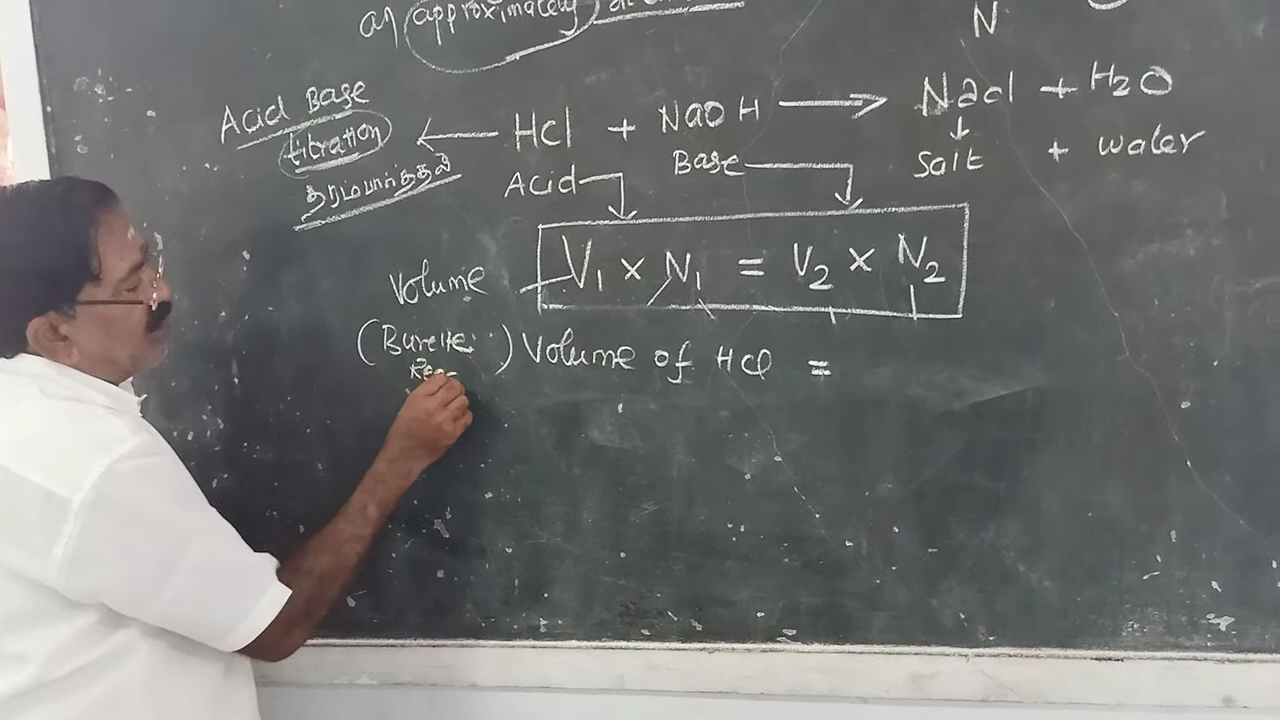 of approximately
N
Acid Base
titration
தரம்பார்த்தல்
HCl + NaOH → NaCl + H2O
Acid
Base
Salt + water
V1 × N1 = V2 × N2
Volume
(Burette
) Volume of HCl =